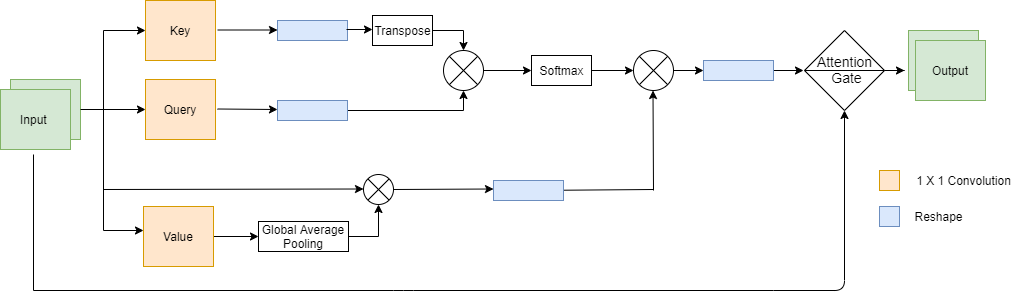 Key
Transpose
Input
Query
Softmax
Attention
Gate
Output
Value
Global Average
Pooling
1 X 1 Convolution
Reshape